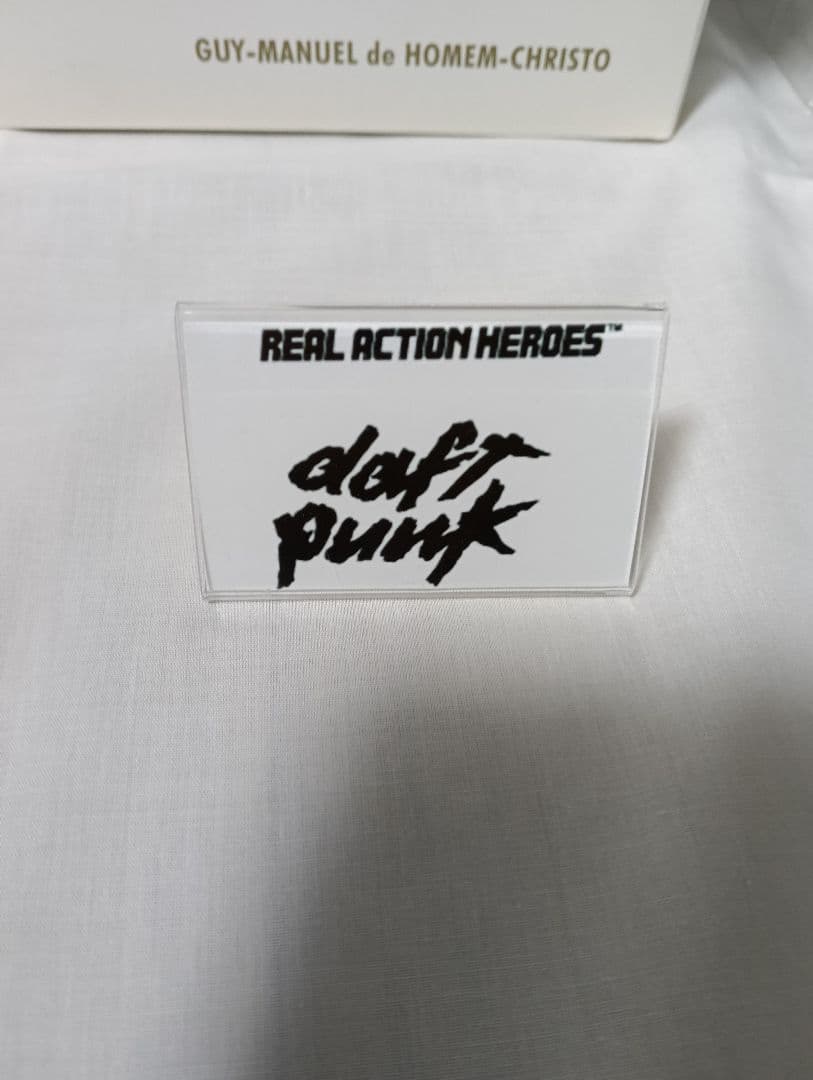 GUY-MANUEL de HOMEM-CHRISTO
REAL ACTION HEROES™
daft
punk